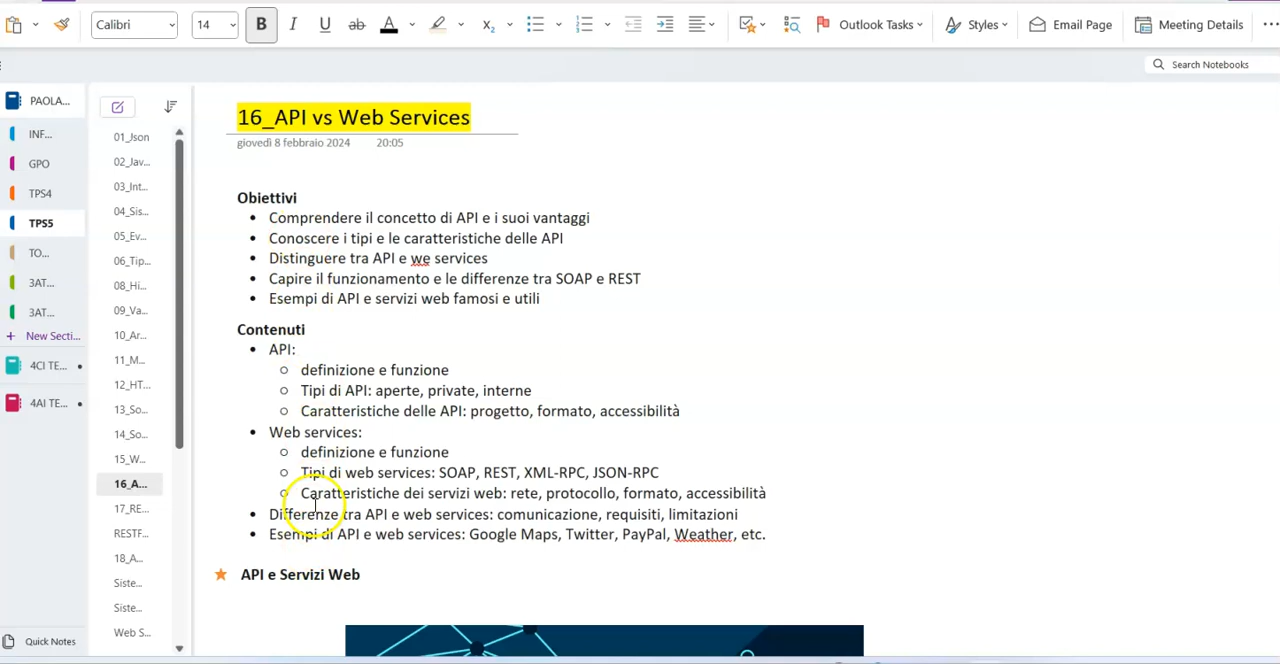 Calibri
14
B
I
U
ab
A
X₂
Outlook Tasks
Styles
Email Page
Meeting Details
Search Notebooks
PAOLA...
INF...
GPO
TPS4
TPS5
TO...
3AT...
3AT...
New Secti...
4CI TE...
4AI TE...
Quick Notes
01_Json
02_Jav...
03_Int...
04_Sis...
05_Ev...
06_Tip...
08_Hi...
09_Va...
10_Ar...
11_M...
12_HT...
13_So...
14_So...
15_W...
16_A...
17_RE...
RESTF...
18_A...
Siste...
Siste...
Web S...
16_API vs Web Services
giovedì 8 febbraio 2024 20:05
Obiettivi
• Comprendere il concetto di API e i suoi vantaggi
• Conoscere i tipi e le caratteristiche delle API
• Distinguere tra API e we services
• Capire il funzionamento e le differenze tra SOAP e REST
• Esempi di API e servizi web famosi e utili
Contenuti
• API:
○ definizione e funzione
○ Tipi di API: aperte, private, interne
○ Caratteristiche delle API: progetto, formato, accessibilità
• Web services:
○ definizione e funzione
○ Tipi di web services: SOAP, REST, XML-RPC, JSON-RPC
○ Caratteristiche dei servizi web: rete, protocollo, formato, accessibilità
• Differenze tra API e web services: comunicazione, requisiti, limitazioni
• Esempi di API e web services: Google Maps, Twitter, PayPal, Weather, etc.
API e Servizi Web